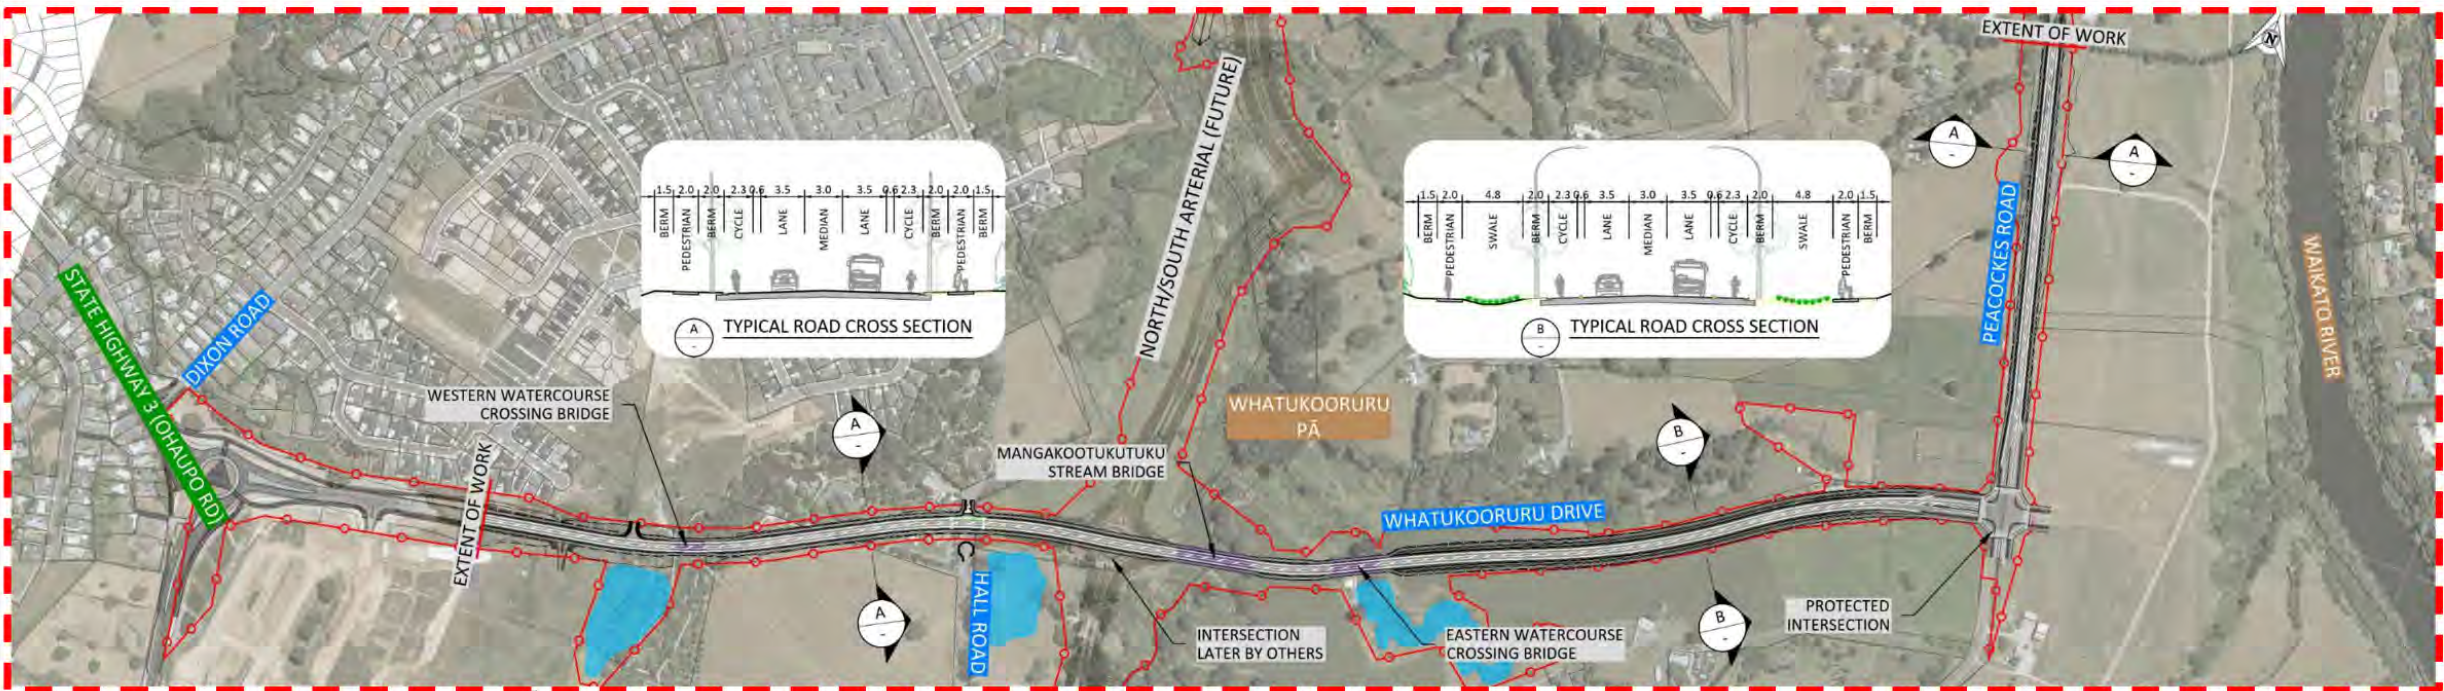 EXTENT OF WORK
N
STATE HIGHWAY 3 (OHAUPO RD)
DIXON ROAD
WESTERN WATERCOURSE
CROSSING BRIDGE
EXTENT OF WORK
1.5 2.0 2.0 2.3 0.6 3.5 3.0 3.5 0.6 2.3 2.0 2.0 1.5
BERM PEDESTRIAN BERM CYCLE LANE MEDIAN LANE CYCLE BERM PEDESTRIAN BERM
A
-
TYPICAL ROAD CROSS SECTION
A
-
A
-
HALL ROAD
NORTH/SOUTH ARTERIAL (FUTURE)
MANGAKOOTUKUTUKU
STREAM BRIDGE
WHATUKOORURU
PĀ
INTERSECTION
LATER BY OTHERS
1.5 2.0 4.8 2.0 2.3 0.6 3.5 3.0 3.5 0.6 2.3 2.0 4.8 2.0 1.5
BERM PEDESTRIAN SWALE BERM CYCLE LANE MEDIAN LANE CYCLE BERM SWALE PEDESTRIAN BERM
B
-
TYPICAL ROAD CROSS SECTION
WHATUKOORURU DRIVE
EASTERN WATERCOURSE
CROSSING BRIDGE
B
-
B
-
PROTECTED
INTERSECTION
A
-
A
-
PEACOCKES ROAD
WAIKATO RIVER